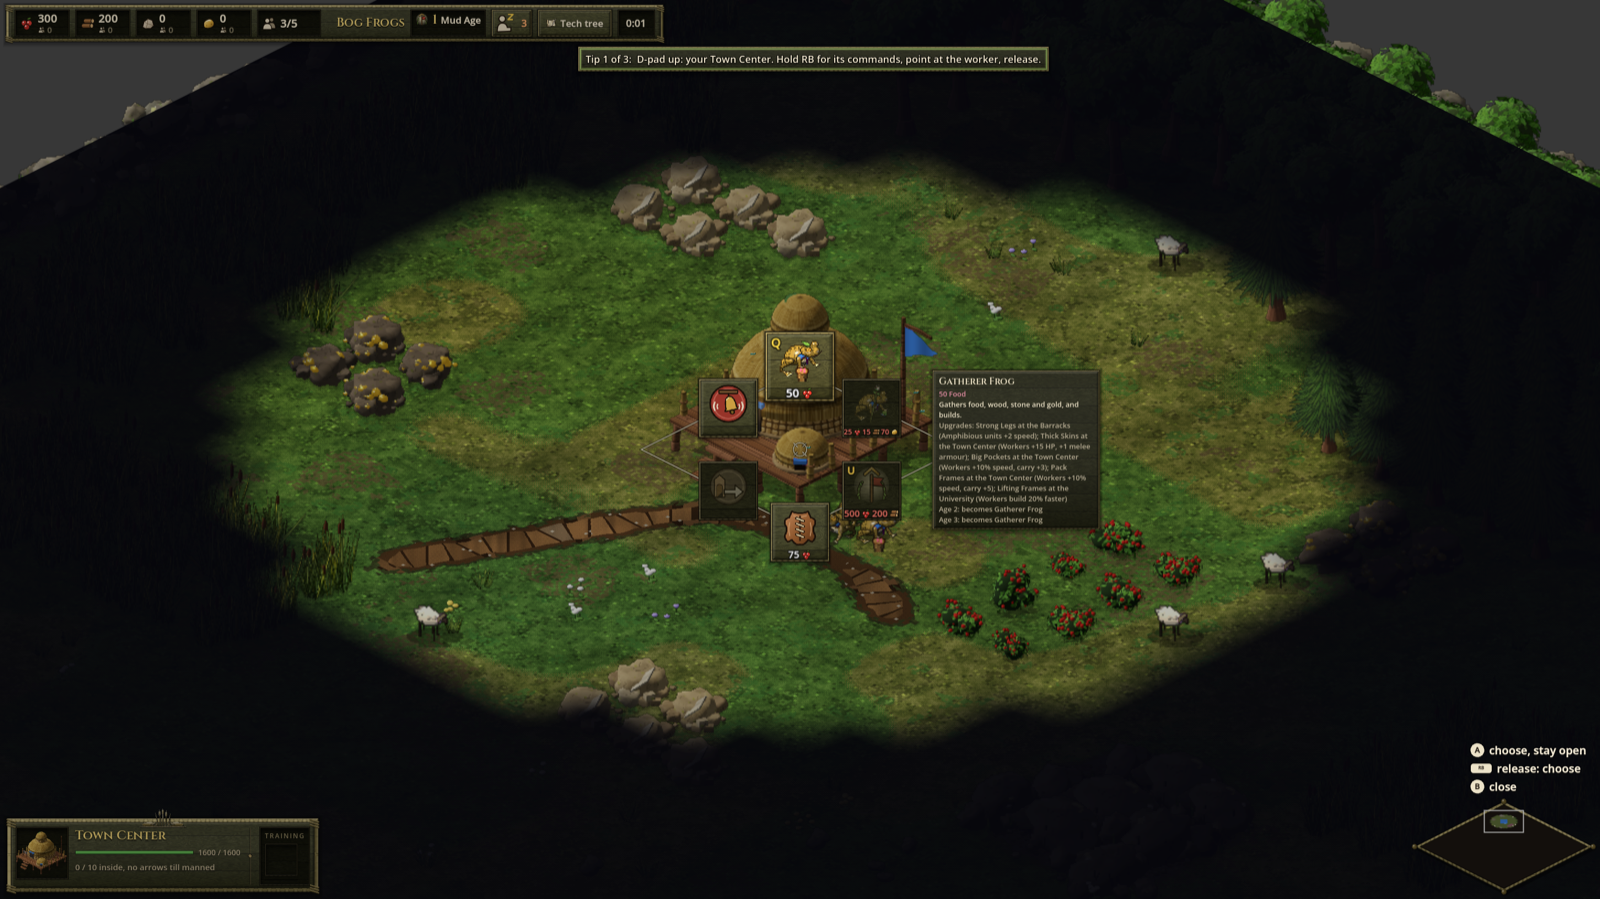 300 200 0 0 3/5 BOG FROGS I Mud Age Z 3 Tech tree 0:01
0 0 0 0
Tip 1 of 3: D-pad up: your Town Center. Hold RB for its commands, point at the worker, release.
Q
50
25 15 70
U
500 200
75
GATHERER FROG
50 Food
Gathers food, wood, stone and gold, and
builds.
Upgrades: Strong Legs at the Barracks
(Amphibious units +2 speed); Thick Skins at
the Town Center (Workers +15 HP, +1 melee
armour); Big Pockets at the Town Center
(Workers +10% speed, carry +3); Pack
Frames at the Town Center (Workers +10%
speed, carry +5); Lifting Frames at the
University (Workers build 20% faster)
Age 2: becomes Gatherer Frog
Age 3: becomes Gatherer Frog
A choose, stay open
RB release: choose
B close
TOWN CENTER
1600 / 1600
0 / 10 inside, no arrows till manned
TRAINING